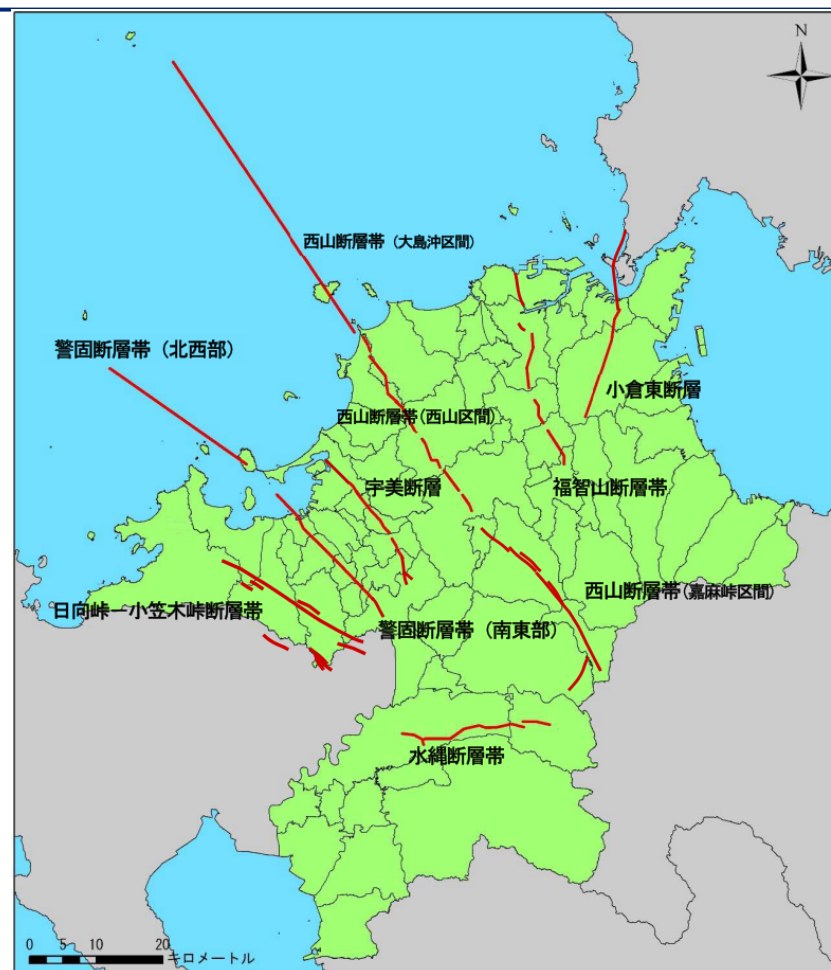 N
西山断層帯（大島沖区間）
警固断層帯（北西部）
小倉東断層
西山断層帯（西山区間）
宇美断層
福智山断層帯
西山断層帯（嘉麻峠区間）
日向峠ー小笠木峠断層帯
警固断層帯（南東部）
水縄断層帯
0 5 10 20
キロメートル